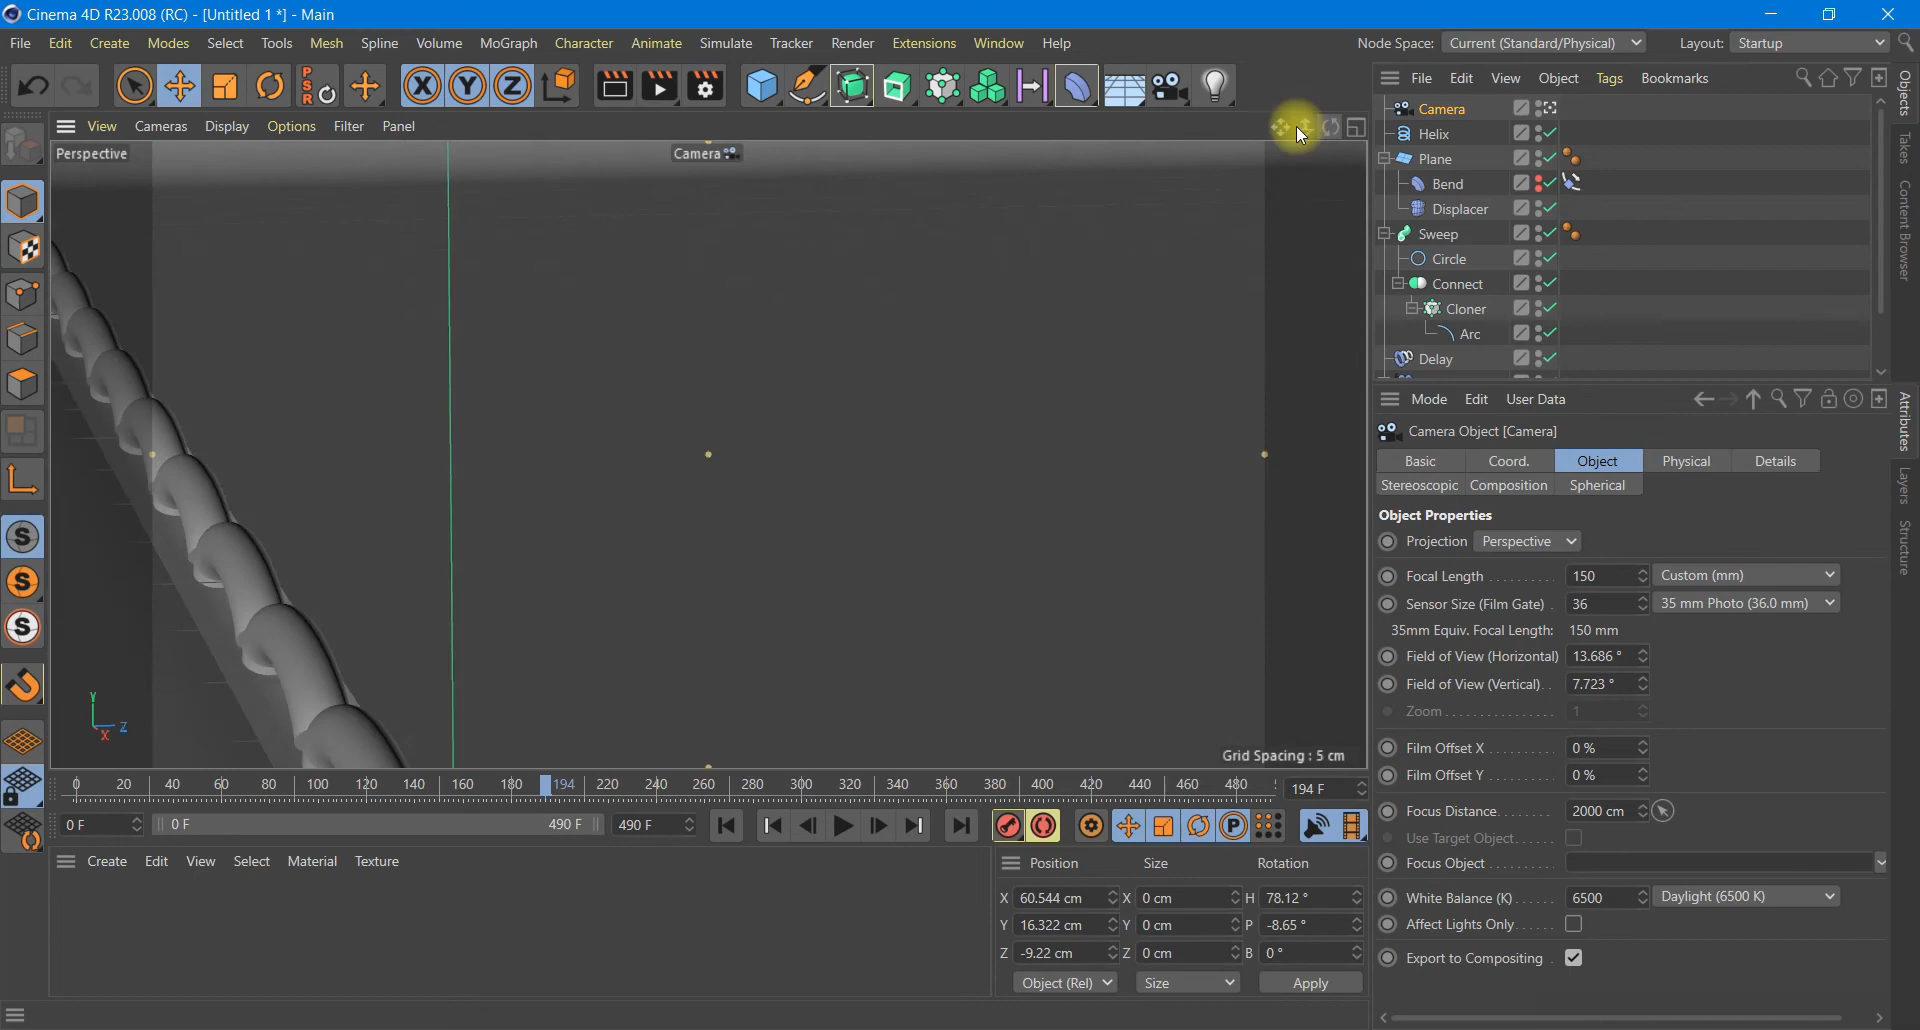 Cinema 4D R23.008 (RC) - [Untitled 1 *] - Main
File Edit Create Modes Select Tools Mesh Spline Volume MoGraph Character Animate Simulate Tracker Render Extensions Window Help
Node Space: Current (Standard/Physical) Layout: Startup
File Edit View Object Tags Bookmarks
View Cameras Display Options Filter Panel
Perspective Camera
Camera
Helix
Plane
Bend
Displacer
Sweep
Circle
Connect
Cloner
Arc
Delay
Objects
Takes
Content Browser
Attributes
Layers
Structure
Mode Edit User Data
Camera Object [Camera]
Basic Coord. Object Physical Details
Stereoscopic Composition Spherical
Object Properties
Projection Perspective
Focal Length 150 Custom (mm)
Sensor Size (Film Gate) 36 35 mm Photo (36.0 mm)
35mm Equiv. Focal Length: 150 mm
Field of View (Horizontal) 13.686 °
Field of View (Vertical) 7.723 °
Zoom 1
Film Offset X 0 %
Film Offset Y 0 %
Focus Distance 2000 cm
Use Target Object
Focus Object
White Balance (K) 6500 Daylight (6500 K)
Affect Lights Only
Export to Compositing
Y
Z
X
Grid Spacing : 5 cm
0 20 40 60 80 100 120 140 160 180 194 220 240 260 280 300 320 340 360 380 400 420 440 460 480 194 F
0 F 0 F 490 F 490 F
Create Edit View Select Material Texture
Position Size Rotation
X 60.544 cm X 0 cm H 78.12 °
Y 16.322 cm Y 0 cm P -8.65 °
Z -9.22 cm Z 0 cm B 0 °
Object (Rel) Size Apply
PSR
X Y Z
S
S
S
P